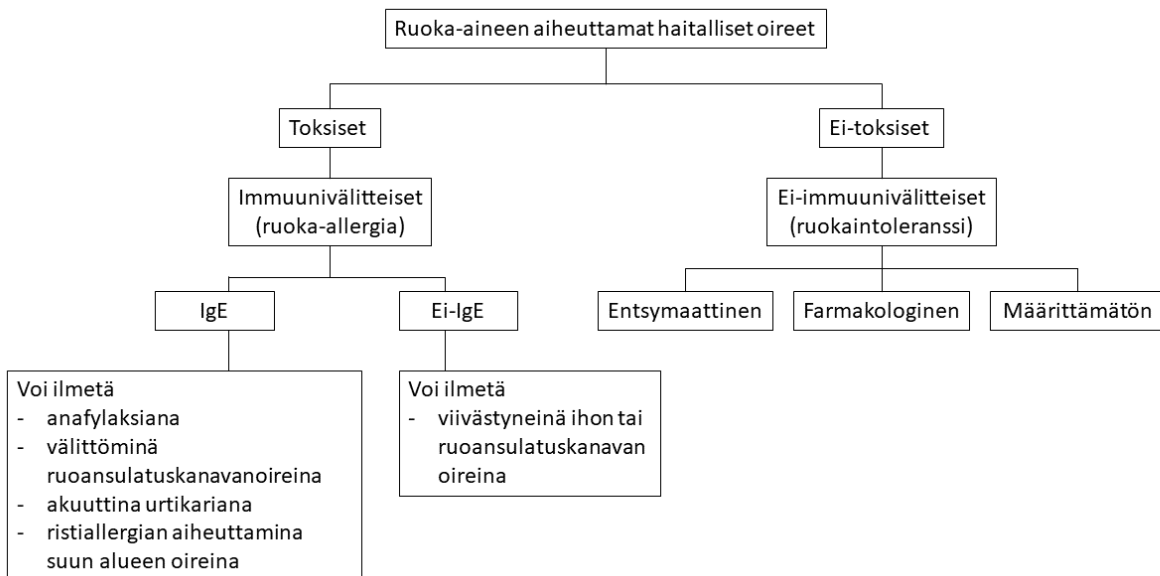 Ruoka-aineen aiheuttamat haitalliset oireet
Toksiset
Ei-toksiset
Immuunivälitteiset
(ruoka-allergia)
Ei-immuunivälitteiset
(ruokaintoleranssi)
IgE
Ei-IgE
Entsymaattinen
Farmakologinen
Määrittämätön
Voi ilmetä
- anafylaksiana
- välittöminä
ruoansulatuskanavanoireina
- akuuttina urtikariana
- ristiallergian aiheuttamina
suun alueen oireina
Voi ilmetä
- viivästyneinä ihon tai
ruoansulatuskanavan
oireina